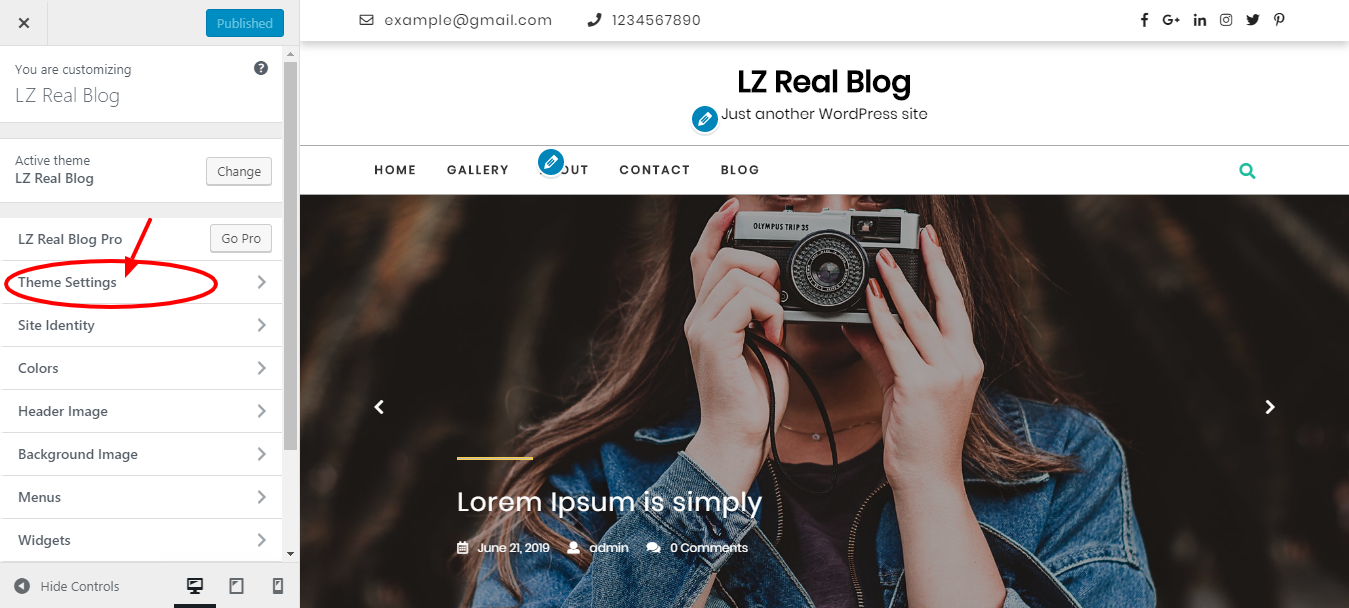 Published
You are customizing
LZ Real Blog
Active theme
LZ Real Blog
Change
LZ Real Blog Pro
Go Pro
Theme Settings
Site Identity
Colors
Header Image
Background Image
Menus
Widgets
Hide Controls
example@gmail.com 1234567890
LZ Real Blog
Just another WordPress site
HOME GALLERY CONTACT BLOG
OLYMPUS TRIP 35
Lorem Ipsum is simply
June 21, 2019 admin 0 Comments